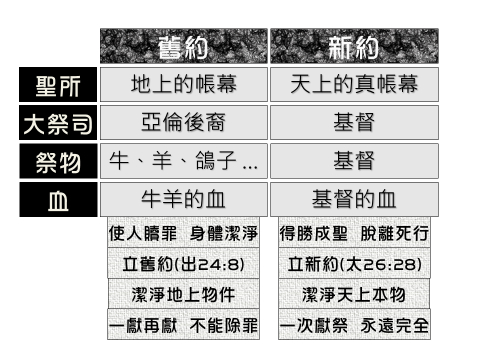 舊約 新約
聖所 地上的帳幕 天上的真帳幕
大祭司 亞倫後裔 基督
祭物 牛、羊、鴿子... 基督
血 牛羊的血 基督的血
使人贖罪 身體潔淨 得勝成聖 脫離死行
立舊約(出24:8) 立新約(太26:28)
潔淨地上物件 潔淨天上本物
一獻再獻 不能除罪 一次獻祭 永遠完全